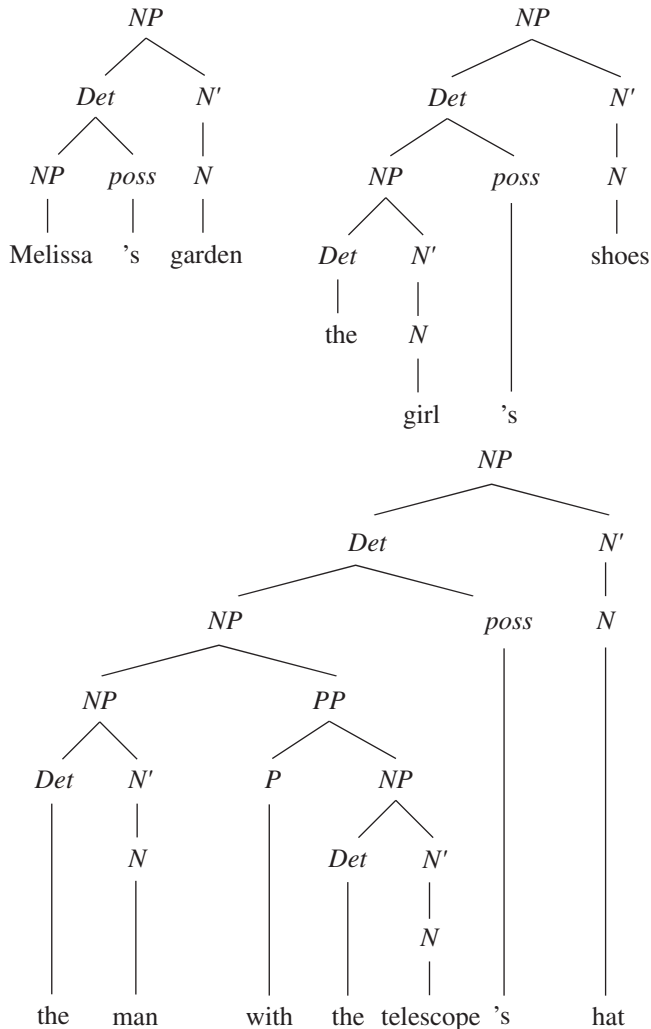 NP NP
Det N' Det N'
NP poss N NP poss N
Melissa 's garden Det N' shoes
the N
girl 's
NP
Det N'
NP poss N
NP PP
Det N' P NP
N Det N'
N
the man with the telescope 's hat